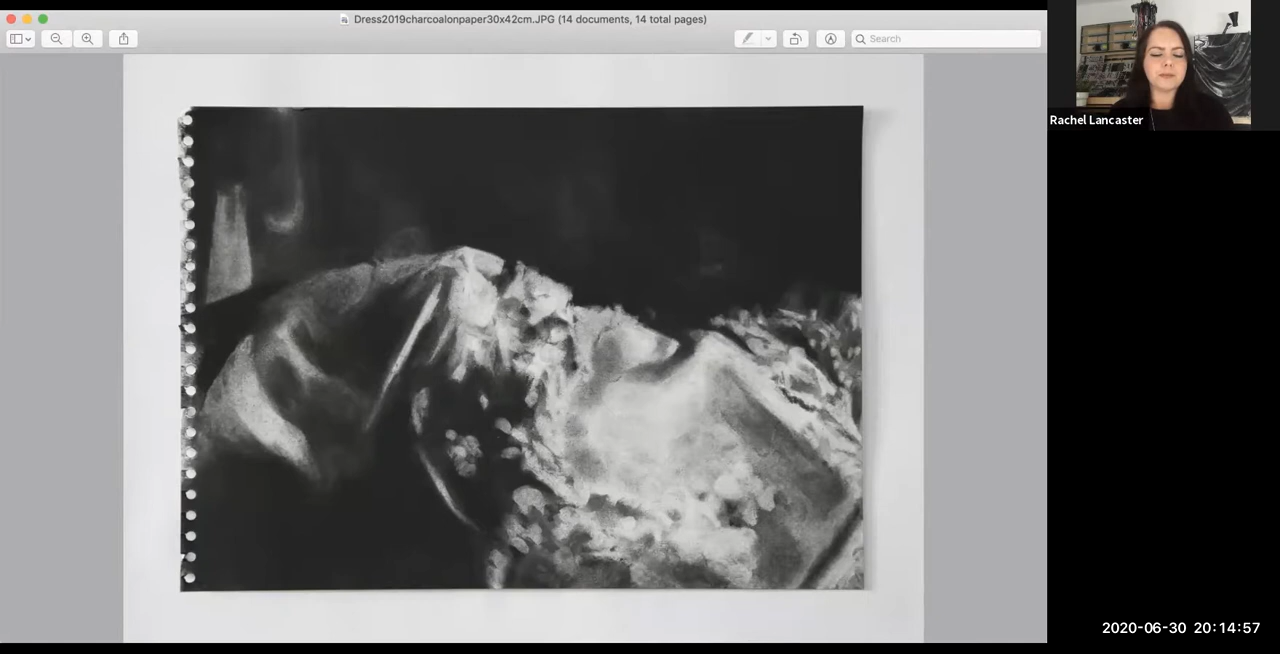 Dress2019charcoalonpaper30x42cm.JPG (14 documents, 14 total pages)
Search
Rachel Lancaster
2020-06-30 20:14:57